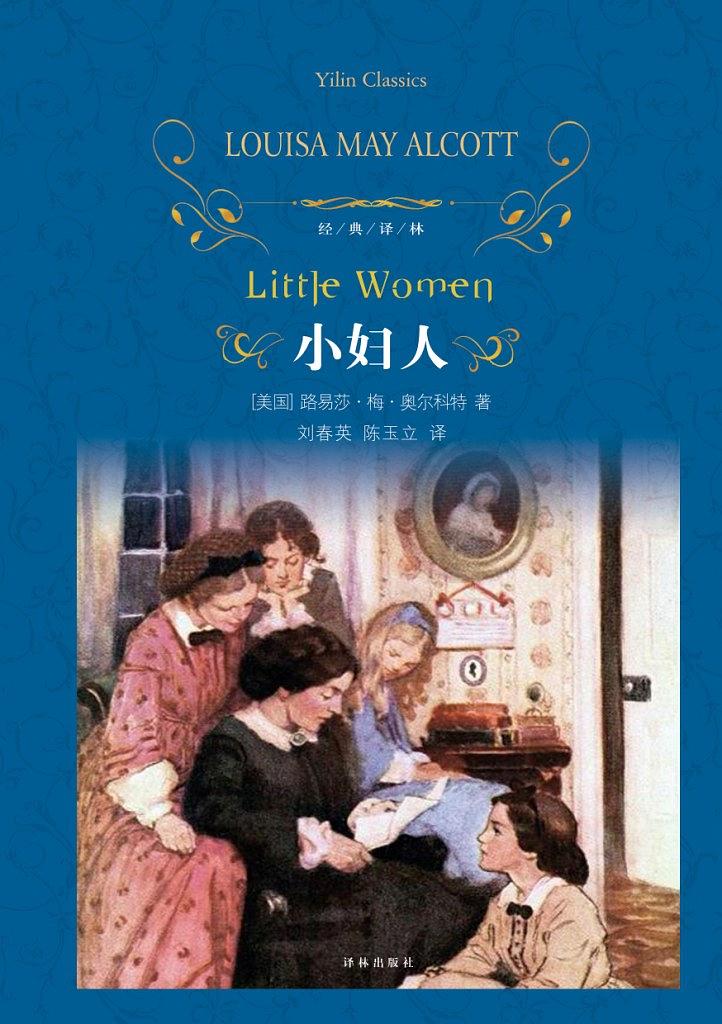 Yilin Classics
LOUISA MAY ALCOTT
经/典/译/林
Little Women
小妇人
[美国] 路易莎·梅·奥尔科特 著
刘春英 陈玉立 译
译林出版社